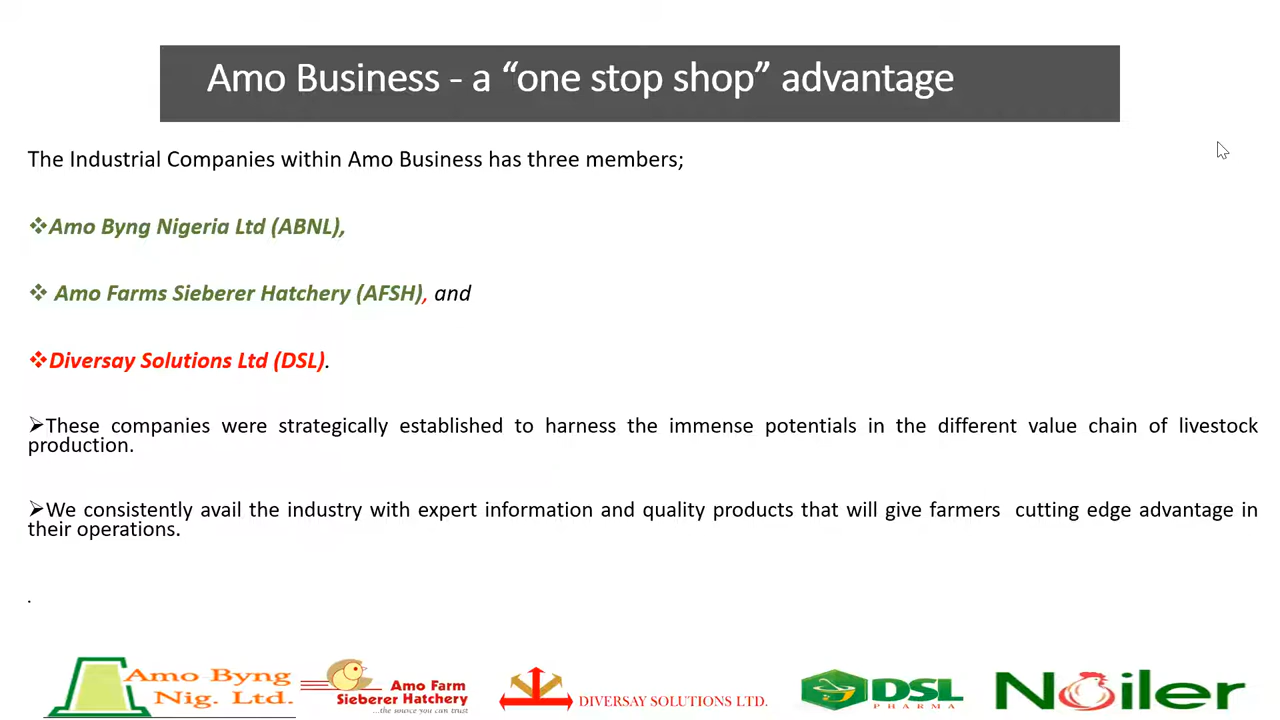 Amo Business - a “one stop shop” advantage
The Industrial Companies within Amo Business has three members;
❖Amo Byng Nigeria Ltd (ABNL),
❖ Amo Farms Sieberer Hatchery (AFSH), and
❖Diversay Solutions Ltd (DSL).
➢These companies were strategically established to harness the immense potentials in the different value chain of livestock
production.
➢We consistently avail the industry with expert information and quality products that will give farmers cutting edge advantage in
their operations.
.
Amo Byng
Nig. Ltd.
Amo Farm
Sieberer Hatchery
...the source you can trust
DIVERSAY SOLUTIONS LTD.
DSL
PHARMA
Noiler